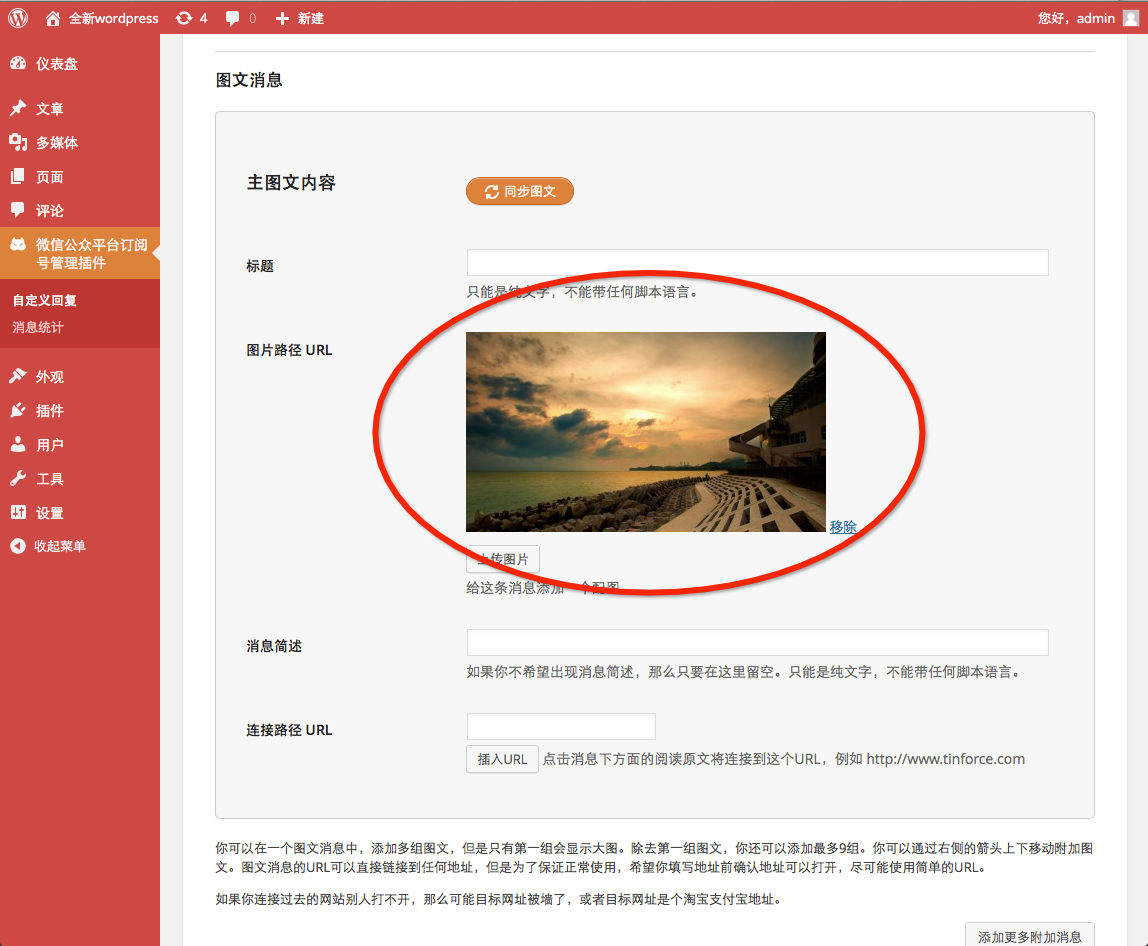 全新wordpress 4 0 新建 您好，admin
仪表盘
文章
多媒体
页面
评论
微信公众平台订阅
号管理插件
自定义回复
消息统计
外观
插件
用户
工具
设置
收起菜单
图文消息
主图文内容 同步图文
标题
只能是纯文字，不能带任何脚本语言。
图片路径 URL
移除
上传图片
给这条消息添加一个配图
消息简述
如果你不希望出现消息简述，那么只要在这里留空。只能是纯文字，不能带任何脚本语言。
连接路径 URL
插入URL 点击消息下方面的阅读原文将连接到这个URL，例如 http://www.tinforce.com
你可以在一个图文消息中，添加多组图文，但是只有第一组会显示大图。除去第一组图文，你还可以添加最多9组。你可以通过右侧的箭头上下移动附加图
文。图文消息的URL可以直接链接到任何地址，但是为了保证正常使用，希望你填写地址前确认地址可以打开，尽可能使用简单的URL。
如果你连接过去的网站别人打不开，那么可能目标网址被墙了，或者目标网址是个淘宝支付宝地址。
添加更多附加消息